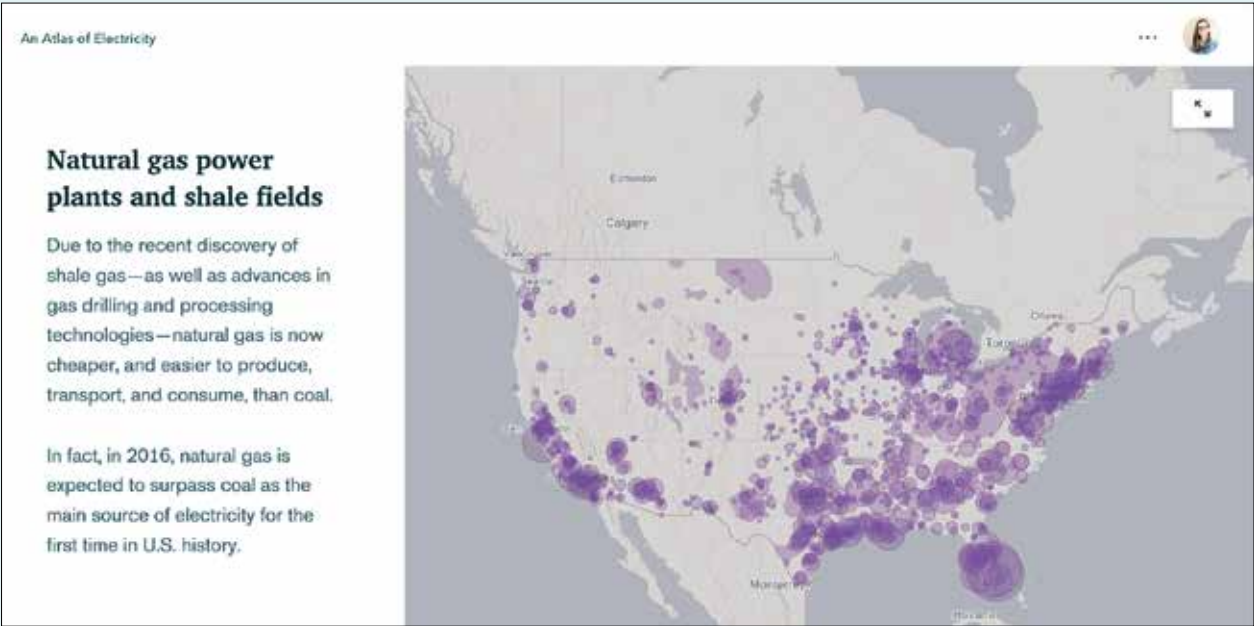 An Atlas of Electricity
Natural gas power
plants and shale fields
Due to the recent discovery of
shale gas—as well as advances in
gas drilling and processing
technologies—natural gas is now
cheaper, and easier to produce,
transport, and consume, than coal.
In fact, in 2016, natural gas is
expected to surpass coal as the
main source of electricity for the
first time in U.S. history.
Edmonton
Calgary
Vancouver
Seattle
Ottawa
Toronto
Monterrey